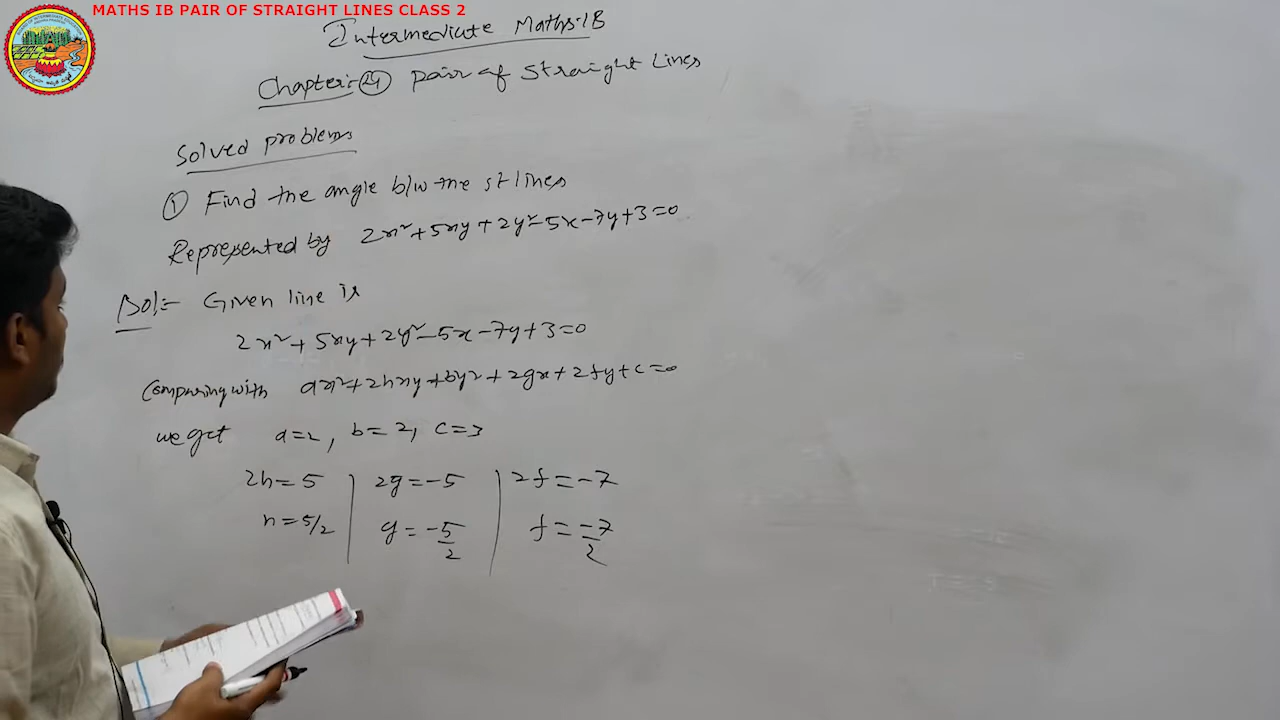 MATHS IB PAIR OF STRAIGHT LINES CLASS 2
Intermediate Maths-IB
Chapter:- 24 pair of straight Lines
Solved problems
① Find the angle b/w the st lines
Represented by 2x²+5xy+2y²-5x-7y+3=0
Sol:- Given line is
2x²+5xy+2y²-5x-7y+3=0
Comparing with ax²+2hxy+by²+2gx+2fy+c=0
we get a=2, b=2, c=3
2h=5 | 2g=-5 | 2f=-7
h=5/2 | g=-5/2 | f=-7/2